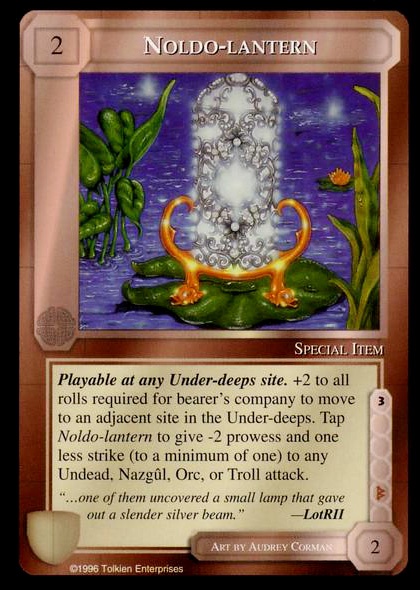 2
NOLDO-LANTERN
SPECIAL ITEM
Playable at any Under-deeps site. +2 to all
rolls required for bearer's company to move
to an adjacent site in the Under-deeps. Tap
Noldo-lantern to give -2 prowess and one
less strike (to a minimum of one) to any
Undead, Nazgûl, Orc, or Troll attack.
3
“...one of them uncovered a small lamp that gave
out a slender silver beam.” —LotRII
ART BY AUDREY CORMAN
2
©1996 Tolkien Enterprises